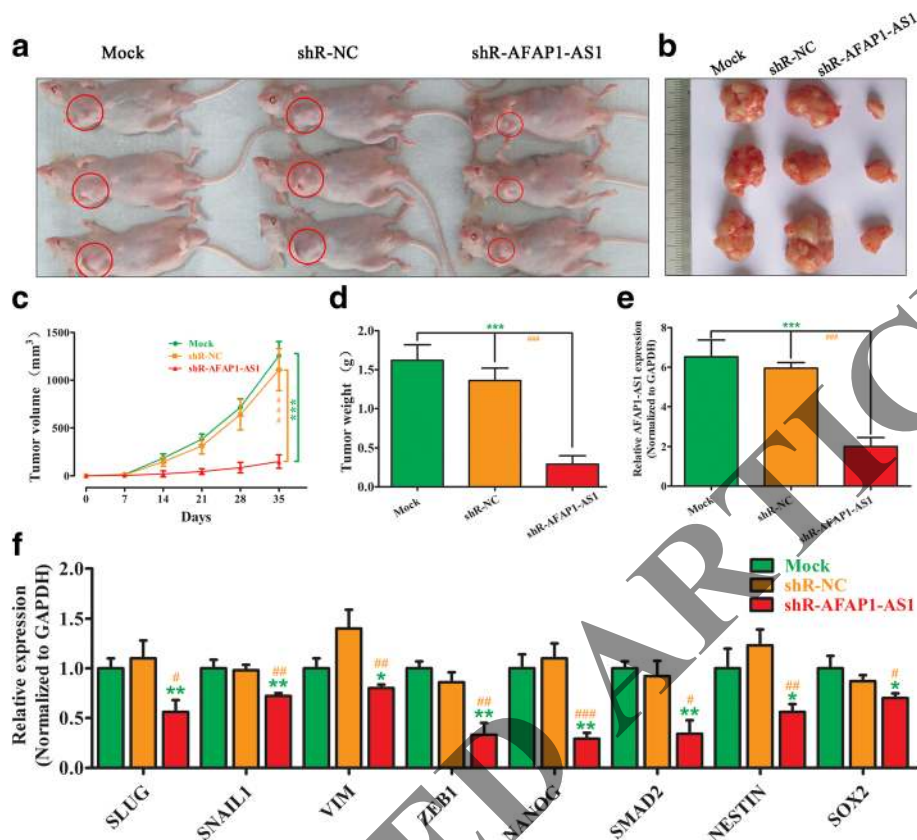 a
Mock
shR-NC
shR-AFAP1-AS1
b
Mock
shR-NC
shR-AFAP1-AS1
c
Tumor volume (mm³)
1500
1000
500
0
Mock
shR-NC
shR-AFAP1-AS1
***
####
0 7 14 21 28 35
Days
d
Tumor weight (g)
2.0
1.5
1.0
0.5
0.0
***
###
Mock
shR-NC
shR-AFAP1-AS1
e
Relative AFAP1-AS1 expression
(Normalized to GAPDH)
8
6
4
2
0
***
###
Mock
shR-NC
shR-AFAP1-AS1
f
Relative expression
(Normalized to GAPDH)
2.0
1.5
1.0
0.5
0.0
Mock
shR-NC
shR-AFAP1-AS1
#
**
##
**
##
*
##
**
###
**
#
**
##
*
#
*
SLUG
SNAIL1
VIM
ZEB1
NANOG
SMAD2
NESTIN
SOX2
ED ARTIC